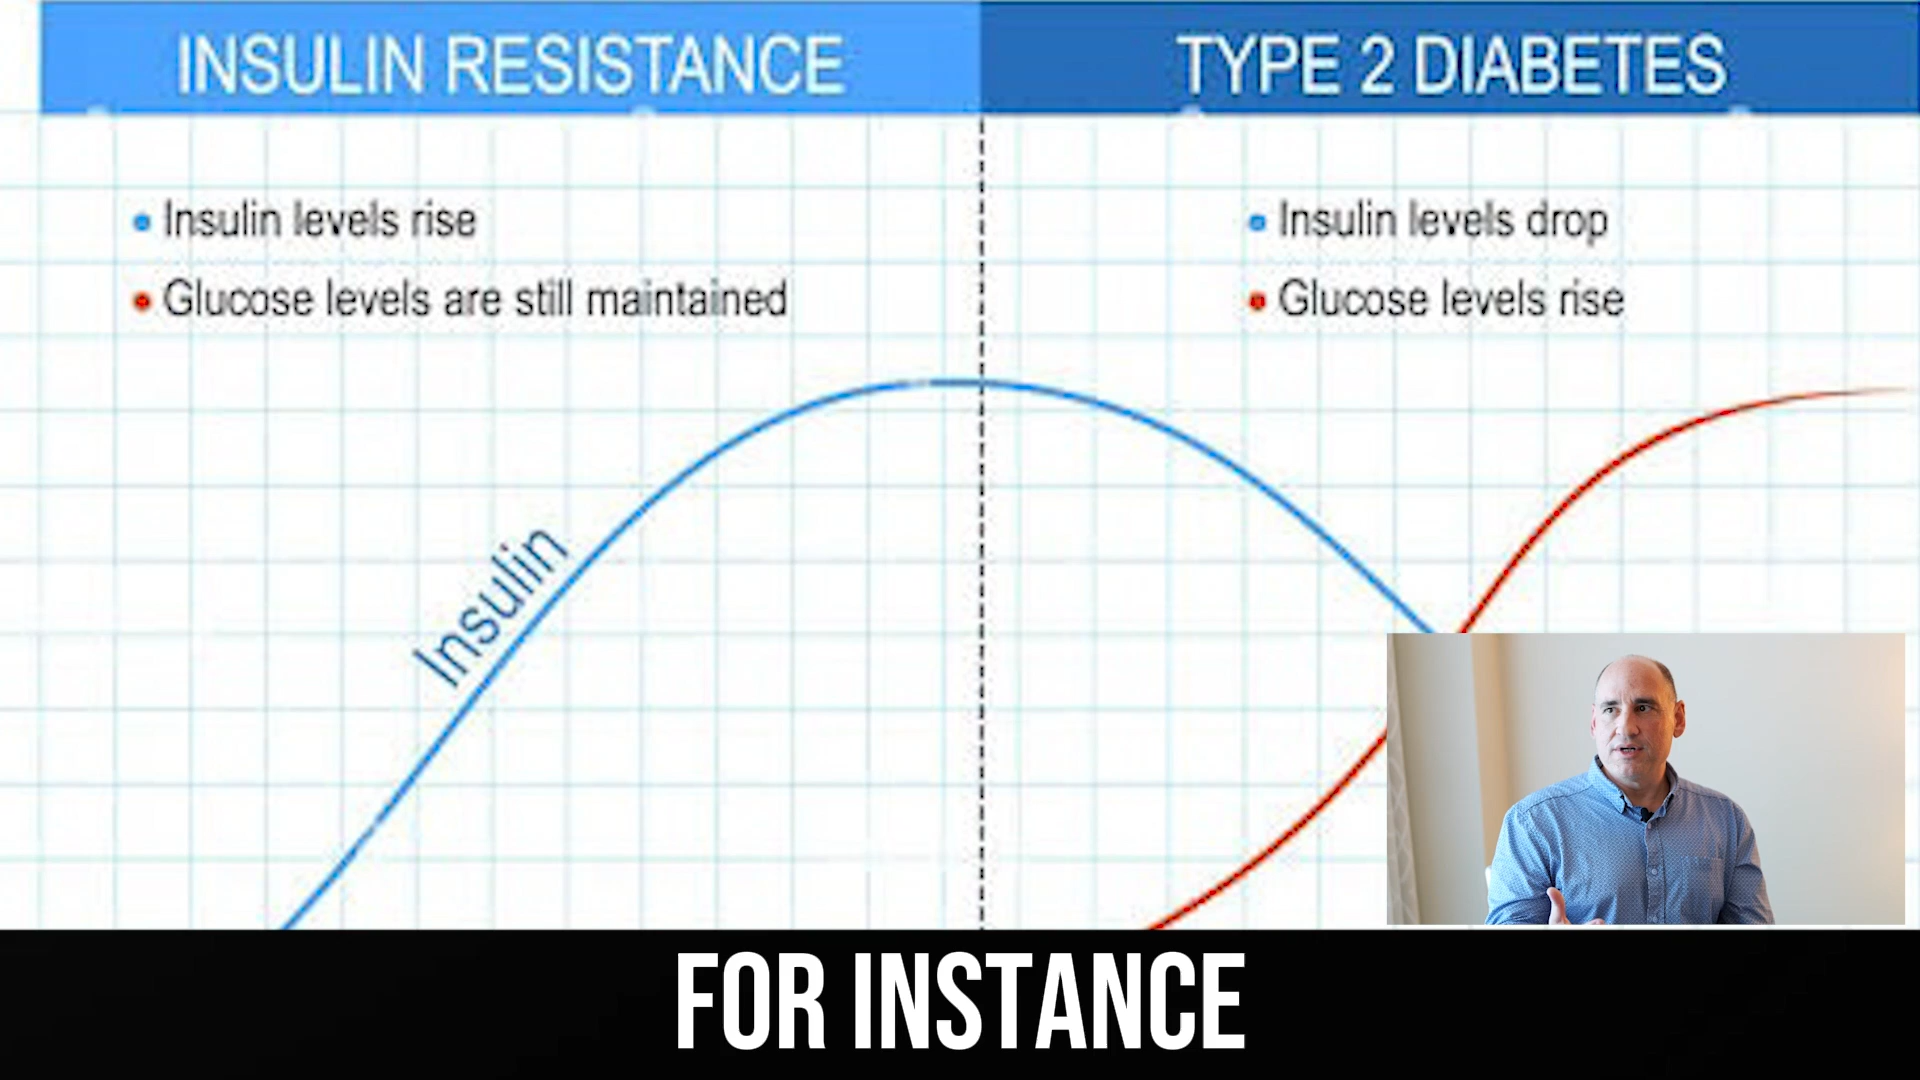 INSULIN RESISTANCE
TYPE 2 DIABETES
Insulin levels rise
Glucose levels are still maintained
Insulin levels drop
Glucose levels rise
Insulin
FOR INSTANCE